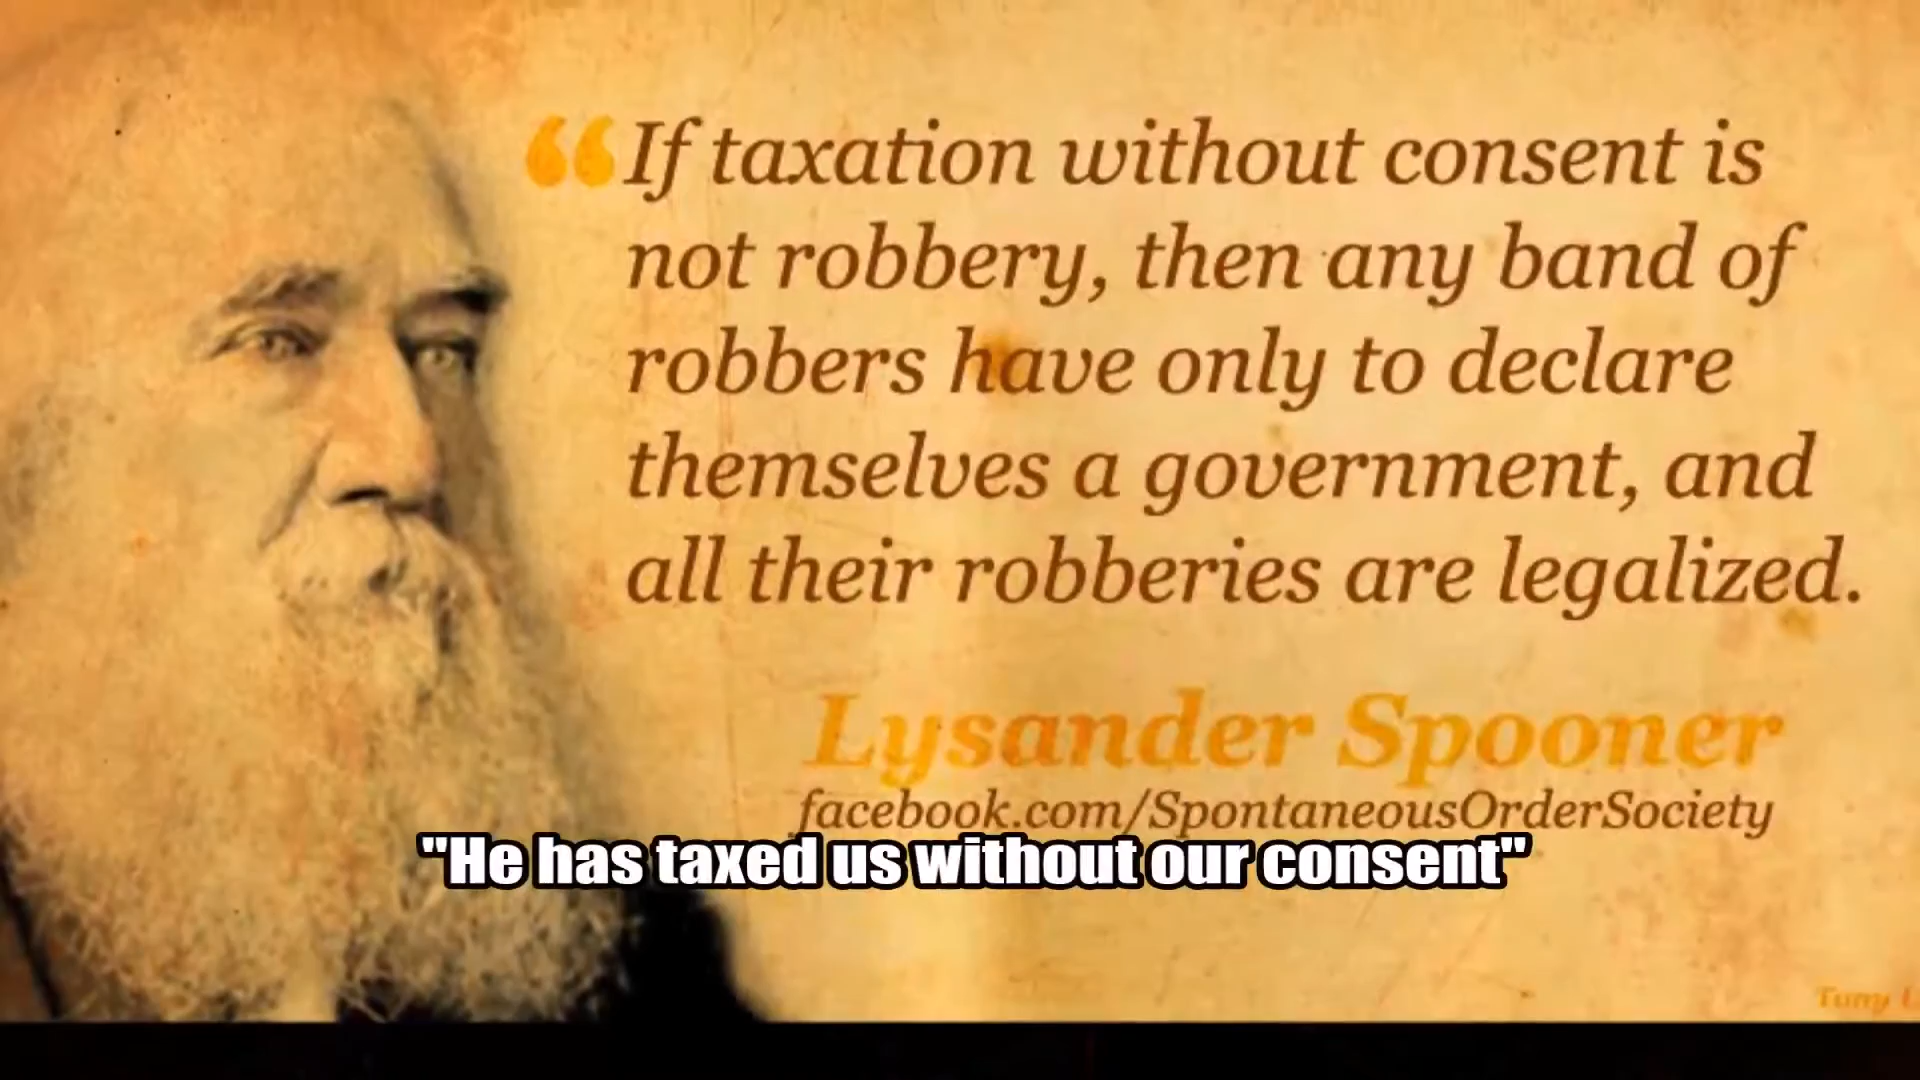 “If taxation without consent is
not robbery, then any band of
robbers have only to declare
themselves a government, and
all their robberies are legalized.
Lysander Spooner
facebook.com/SpontaneousOrderSociety
"He has taxed us without our consent"